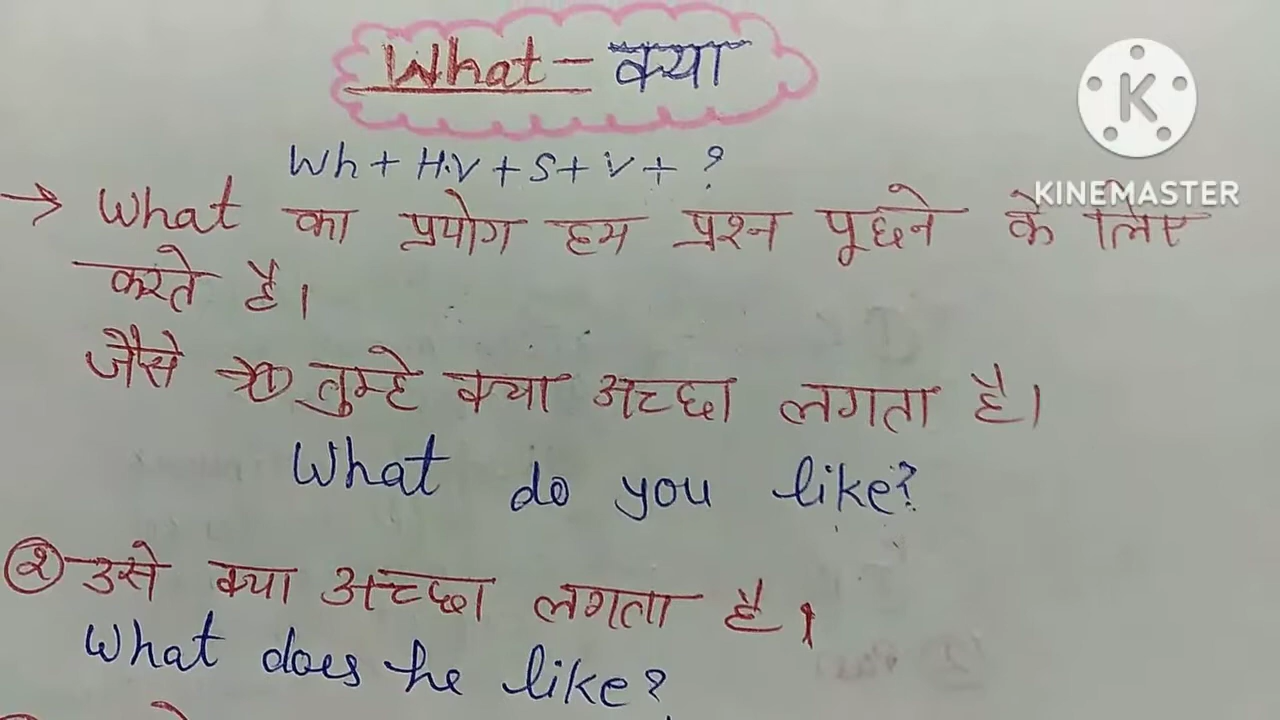 What - क्या
K
KINEMASTER
Wh + H.V + S + V + ?
→ What का प्रयोग हम प्रश्न पूछने के लिए
करते है।
जैसे → ① तुम्हे क्या अच्छा लगता है।
What do you like?
② उसे क्या अच्छा लगता है।
What does he like?